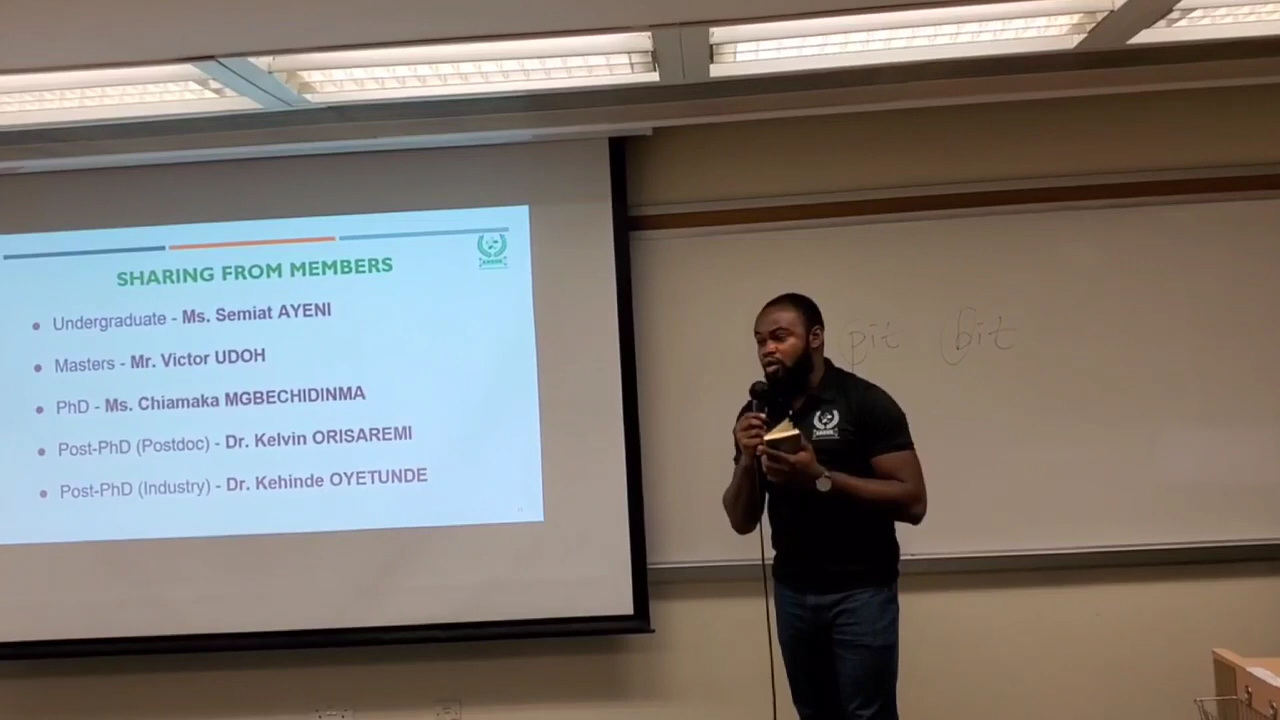 SHARING FROM MEMBERS
Undergraduate - Ms. Semiat AYENI
Masters - Mr. Victor UDOH
PhD - Ms. Chiamaka MGBECHIDINMA
Post-PhD (Postdoc) - Dr. Kelvin ORISAREMI
Post-PhD (Industry) - Dr. Kehinde OYETUNDE
pit bit